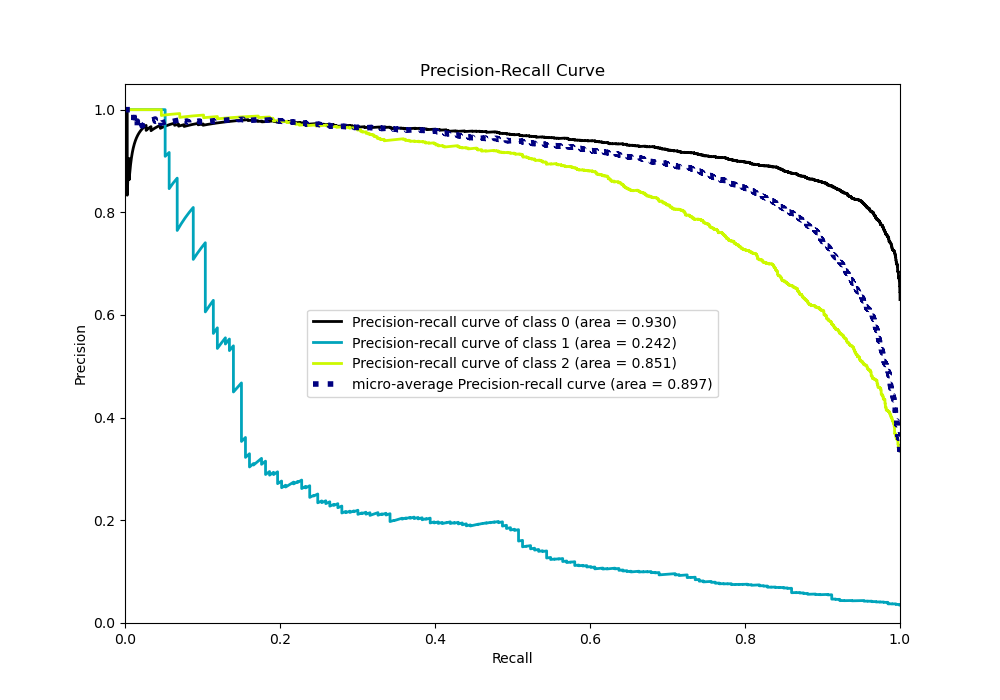 Precision-Recall Curve
1.0
0.8
0.6
0.4
0.2
0.0
Precision
Precision-recall curve of class 0 (area = 0.930)
Precision-recall curve of class 1 (area = 0.242)
Precision-recall curve of class 2 (area = 0.851)
micro-average Precision-recall curve (area = 0.897)
0.0 0.2 0.4 0.6 0.8 1.0
Recall